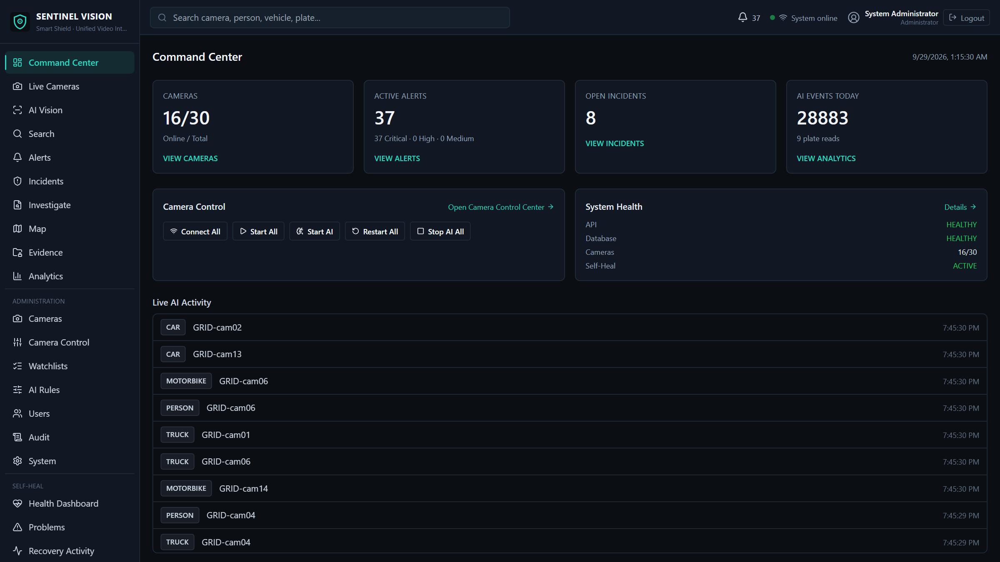 SENTINEL VISION
Smart Shield · Unified Video Int...
Search camera, person, vehicle, plate...
37
System online
System Administrator
Administrator
Logout
Command Center
Live Cameras
AI Vision
Search
Alerts
Incidents
Investigate
Map
Evidence
Analytics
ADMINISTRATION
Cameras
Camera Control
Watchlists
AI Rules
Users
Audit
System
SELF-HEAL
Health Dashboard
Problems
Recovery Activity
Command Center
9/29/2026, 1:15:30 AM
CAMERAS
16/30
Online / Total
VIEW CAMERAS
ACTIVE ALERTS
37
37 Critical · 0 High · 0 Medium
VIEW ALERTS
OPEN INCIDENTS
8
VIEW INCIDENTS
AI EVENTS TODAY
28883
9 plate reads
VIEW ANALYTICS
Camera Control
Open Camera Control Center →
Connect All
Start All
Start AI
Restart All
Stop AI All
System Health
Details →
API HEALTHY
Database HEALTHY
Cameras 16/30
Self-Heal ACTIVE
Live AI Activity
CAR GRID-cam02 7:45:30 PM
CAR GRID-cam13 7:45:30 PM
MOTORBIKE GRID-cam06 7:45:30 PM
PERSON GRID-cam06 7:45:30 PM
TRUCK GRID-cam01 7:45:30 PM
TRUCK GRID-cam06 7:45:30 PM
MOTORBIKE GRID-cam14 7:45:30 PM
PERSON GRID-cam04 7:45:29 PM
TRUCK GRID-cam04 7:45:29 PM